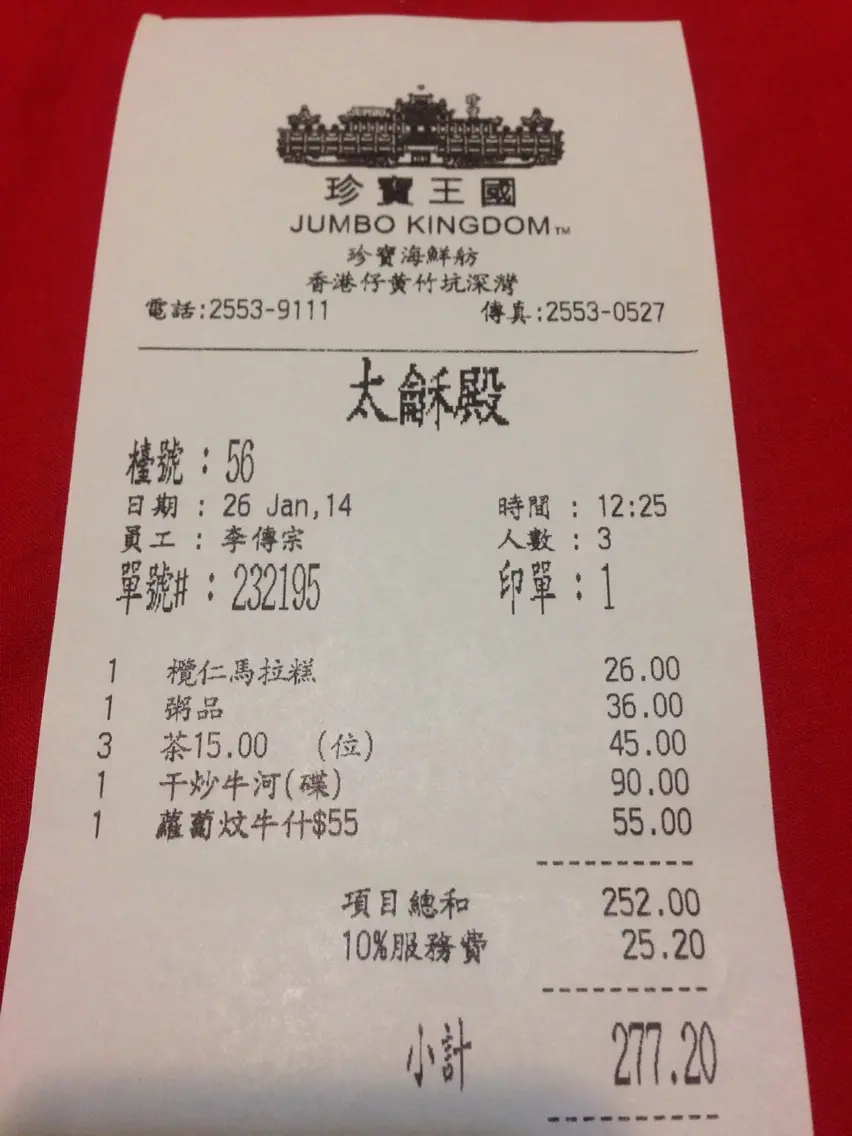 珍寶王國
JUMBO KINGDOM™
珍寶海鮮舫
香港仔黃竹坑深灣
電話:2553-9111 傳真:2553-0527
太龢殿
檯號 : 56
日期 : 26 Jan,14 時間 : 12:25
員工 : 李傳宗 人數 : 3
單號# : 232195 印單 : 1
1 欖仁馬拉糕 26.00
1 粥品 36.00
3 茶15.00 (位) 45.00
1 干炒牛河(碟) 90.00
1 蘿蔔炆牛什$55 55.00
項目總和 252.00
10%服務費 25.20
小計 277.20